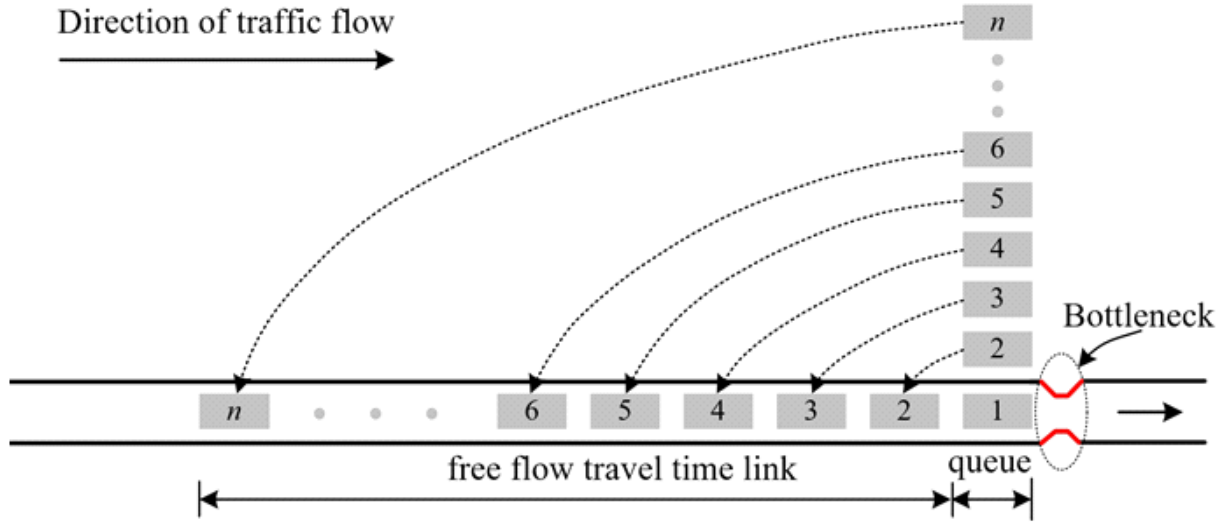 Direction of traffic flow
n
6
5
4
3
2
Bottleneck
n 6 5 4 3 2 1
free flow travel time link queue